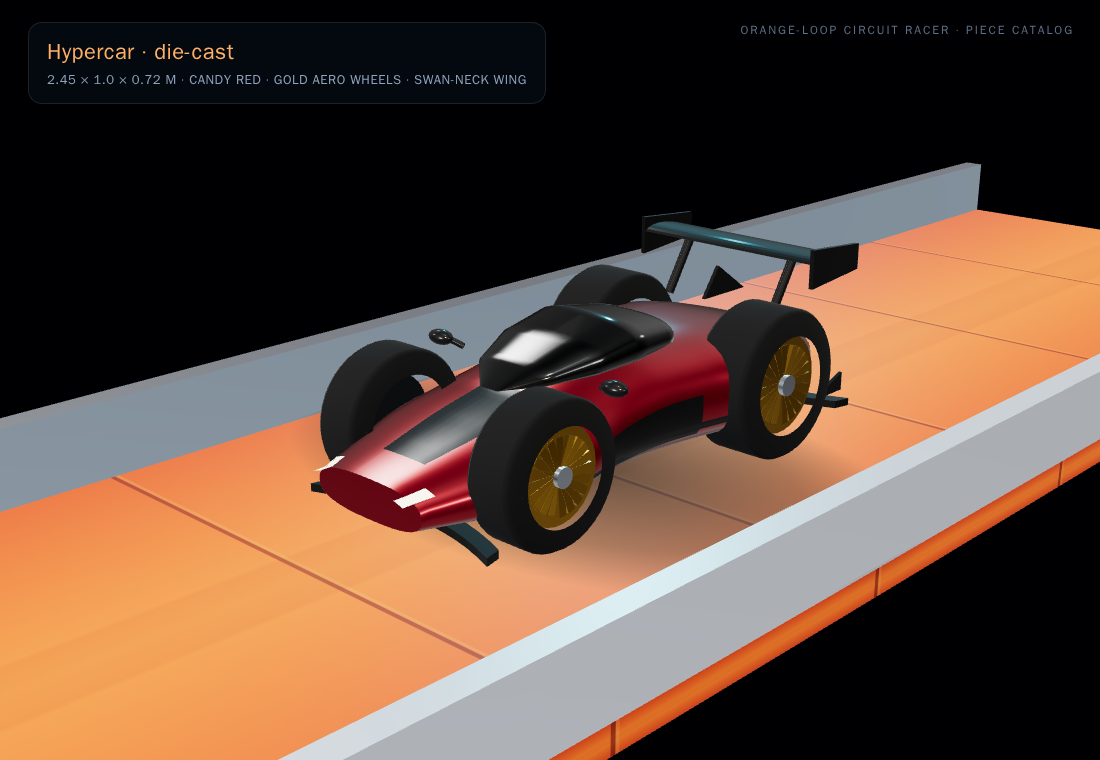 Hypercar · die-cast
2.45 × 1.0 × 0.72 M · CANDY RED · GOLD AERO WHEELS · SWAN-NECK WING
ORANGE-LOOP CIRCUIT RACER · PIECE CATALOG